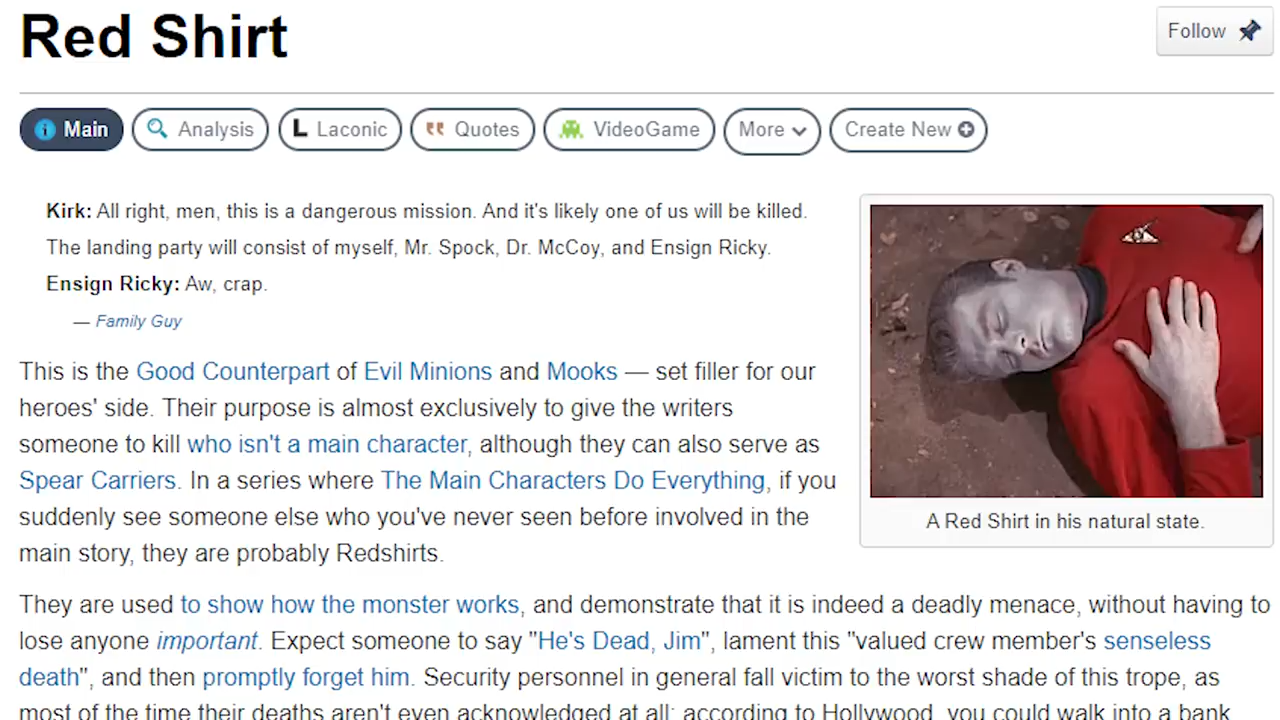 Red Shirt
Follow
Main Analysis Laconic Quotes VideoGame More Create New
Kirk: All right, men, this is a dangerous mission. And it's likely one of us will be killed.
The landing party will consist of myself, Mr. Spock, Dr. McCoy, and Ensign Ricky.
Ensign Ricky: Aw, crap.
— Family Guy
A Red Shirt in his natural state.
This is the Good Counterpart of Evil Minions and Mooks — set filler for our
heroes' side. Their purpose is almost exclusively to give the writers
someone to kill who isn't a main character, although they can also serve as
Spear Carriers. In a series where The Main Characters Do Everything, if you
suddenly see someone else who you've never seen before involved in the
main story, they are probably Redshirts.
They are used to show how the monster works, and demonstrate that it is indeed a deadly menace, without having to
lose anyone important. Expect someone to say "He's Dead, Jim", lament this "valued crew member's senseless
death", and then promptly forget him. Security personnel in general fall victim to the worst shade of this trope, as
most of the time their deaths aren't even acknowledged at all; according to Hollywood, you could walk into a bank